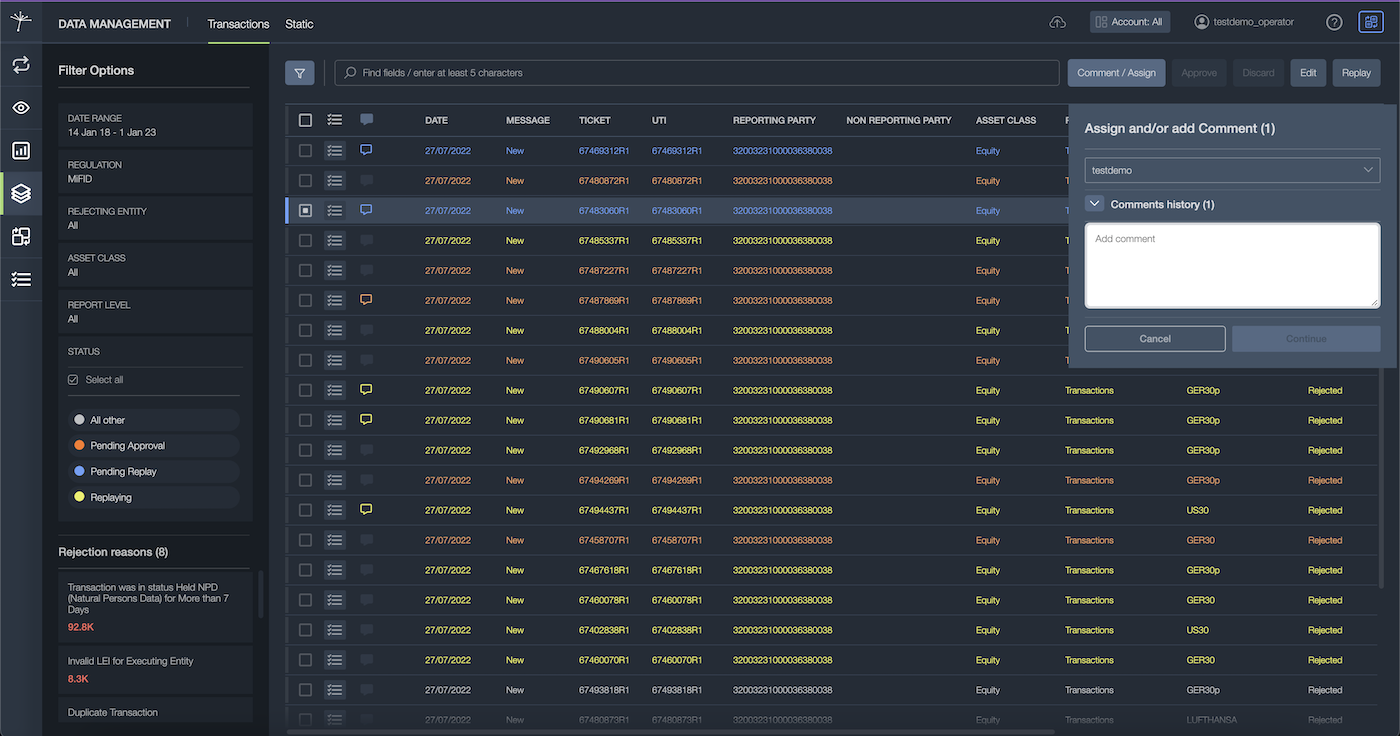 DATA MANAGEMENT
Transactions
Static
Account: All
testdemo_operator
Filter Options
DATE RANGE
14 Jan 18 - 1 Jan 23
REGULATION
MiFID
REJECTING ENTITY
All
ASSET CLASS
All
REPORT LEVEL
All
STATUS
Select all
All other
Pending Approval
Pending Replay
Replaying
Rejection reasons (8)
Transaction was in status Held NPD
(Natural Persons Data) for More than 7
Days
92.8K
Invalid LEI for Executing Entity
8.3K
Duplicate Transaction
Find fields / enter at least 5 characters
Comment / Assign
Approve
Discard
Edit
Replay
DATE MESSAGE TICKET UTI REPORTING PARTY NON REPORTING PARTY ASSET CLASS
27/07/2022 New 67469312R1 67469312R1 32003231000036380038 Equity
27/07/2022 New 67480872R1 67480872R1 32003231000036380038 Equity
27/07/2022 New 67483060R1 67483060R1 32003231000036380038 Equity
27/07/2022 New 67485337R1 67485337R1 32003231000036380038 Equity
27/07/2022 New 67487227R1 67487227R1 32003231000036380038 Equity
27/07/2022 New 67487869R1 67487869R1 32003231000036380038 Equity
27/07/2022 New 67488004R1 67488004R1 32003231000036380038 Equity
27/07/2022 New 67490605R1 67490605R1 32003231000036380038 Equity
27/07/2022 New 67490607R1 67490607R1 32003231000036380038 Equity Transactions GER30p Rejected
27/07/2022 New 67490681R1 67490681R1 32003231000036380038 Equity Transactions GER30p Rejected
27/07/2022 New 67492968R1 67492968R1 32003231000036380038 Equity Transactions GER30p Rejected
27/07/2022 New 67494269R1 67494269R1 32003231000036380038 Equity Transactions GER30p Rejected
27/07/2022 New 67494437R1 67494437R1 32003231000036380038 Equity Transactions US30 Rejected
27/07/2022 New 67458707R1 67458707R1 32003231000036380038 Equity Transactions GER30 Rejected
27/07/2022 New 67467618R1 67467618R1 32003231000036380038 Equity Transactions GER30p Rejected
27/07/2022 New 67460078R1 67460078R1 32003231000036380038 Equity Transactions GER30 Rejected
27/07/2022 New 67402838R1 67402838R1 32003231000036380038 Equity Transactions US30 Rejected
27/07/2022 New 67460070R1 67460070R1 32003231000036380038 Equity Transactions GER30 Rejected
27/07/2022 New 67493818R1 67493818R1 32003231000036380038 Equity Transactions GER30p Rejected
27/07/2022 New 67480873R1 67480873R1 32003231000036380038 Equity Transactions LUFTHANSA Rejected
Assign and/or add Comment (1)
testdemo
Comments history (1)
Add comment
Cancel
Continue